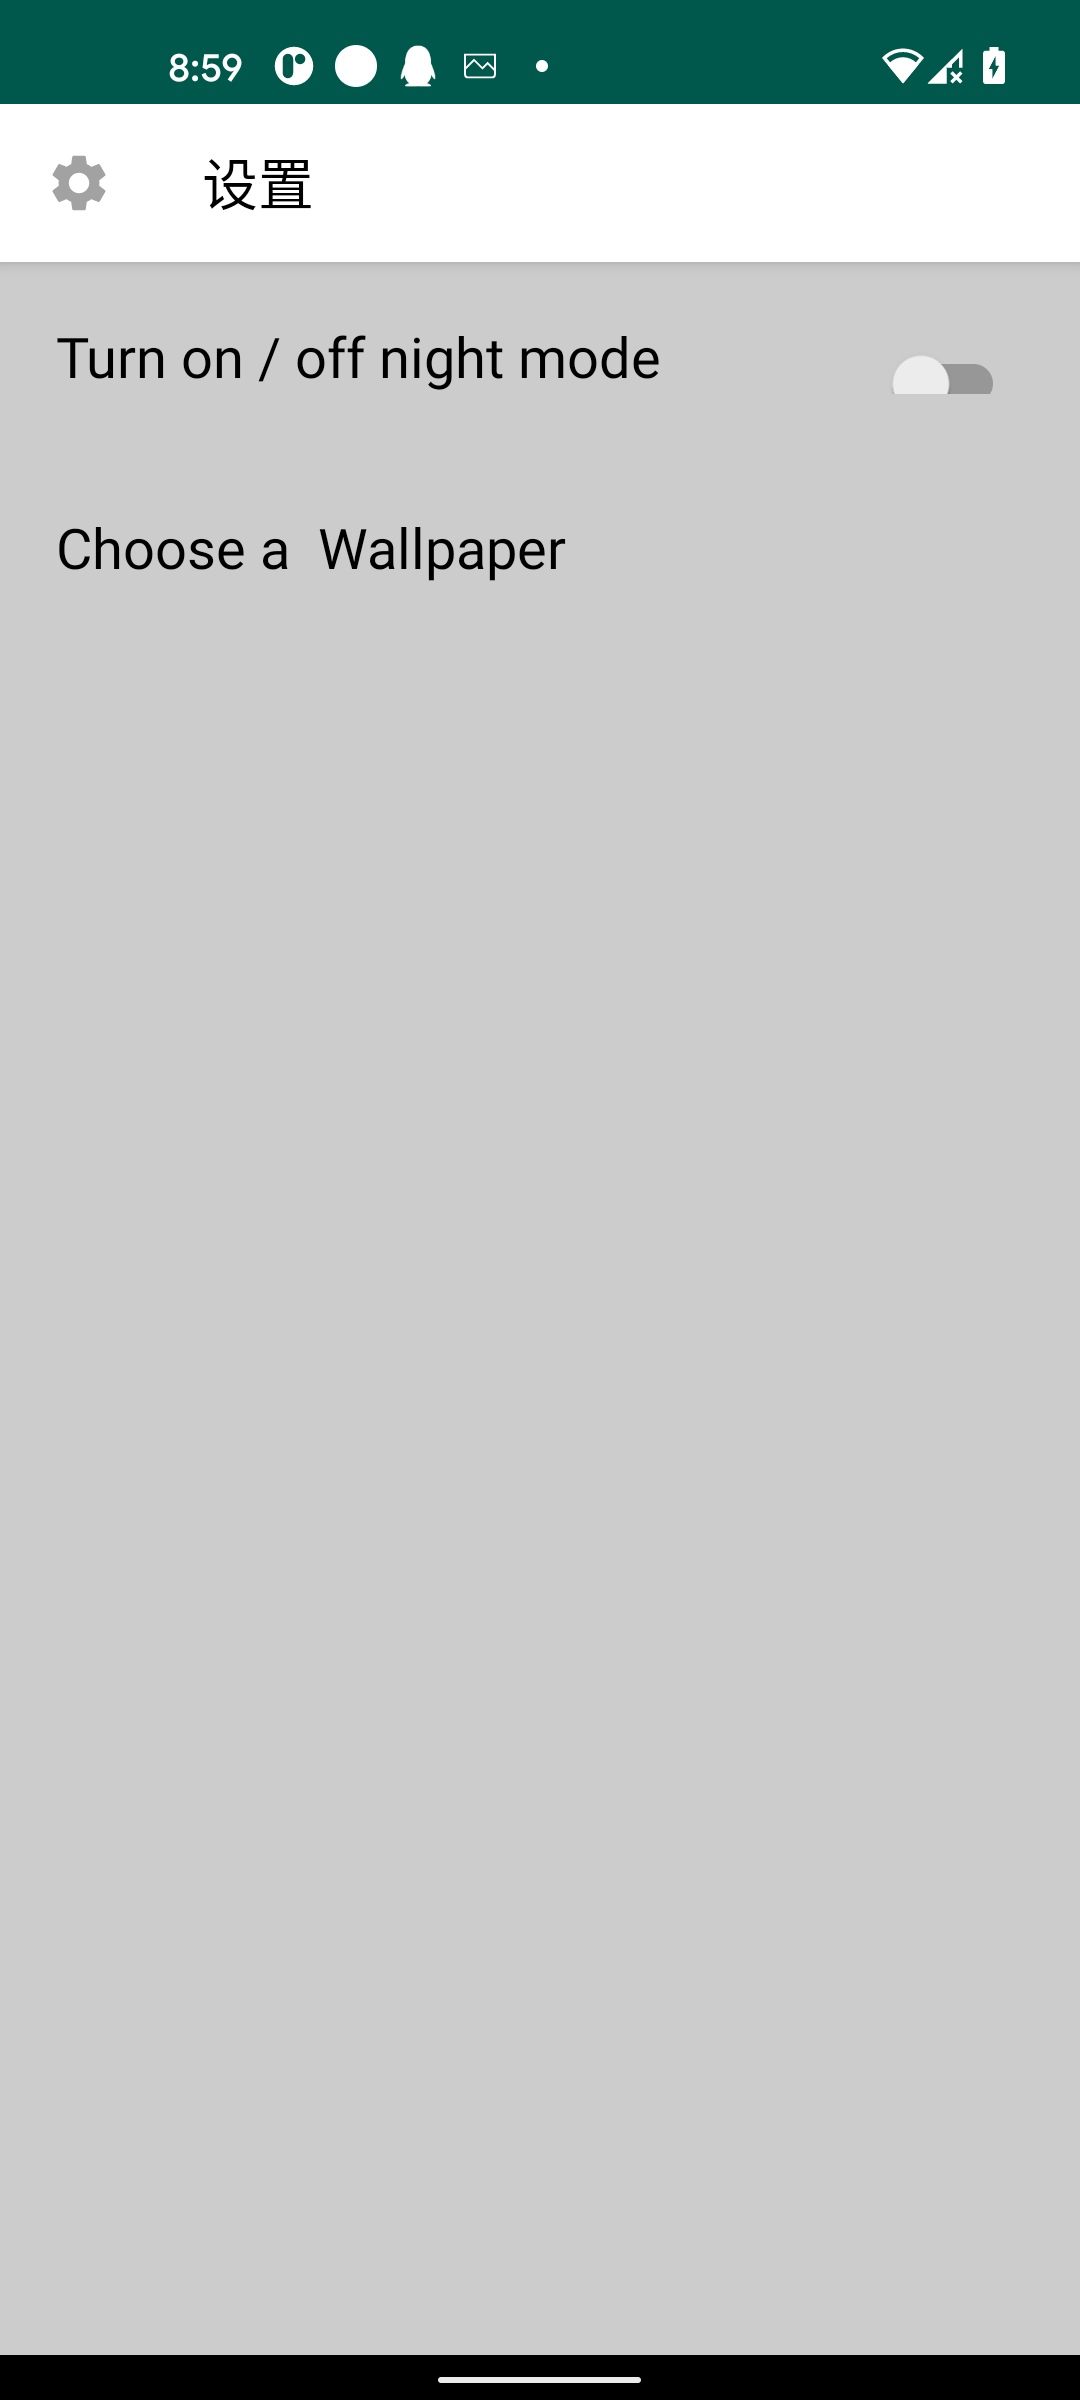 8:59
设置
Turn on / off night mode
Choose a  Wallpaper